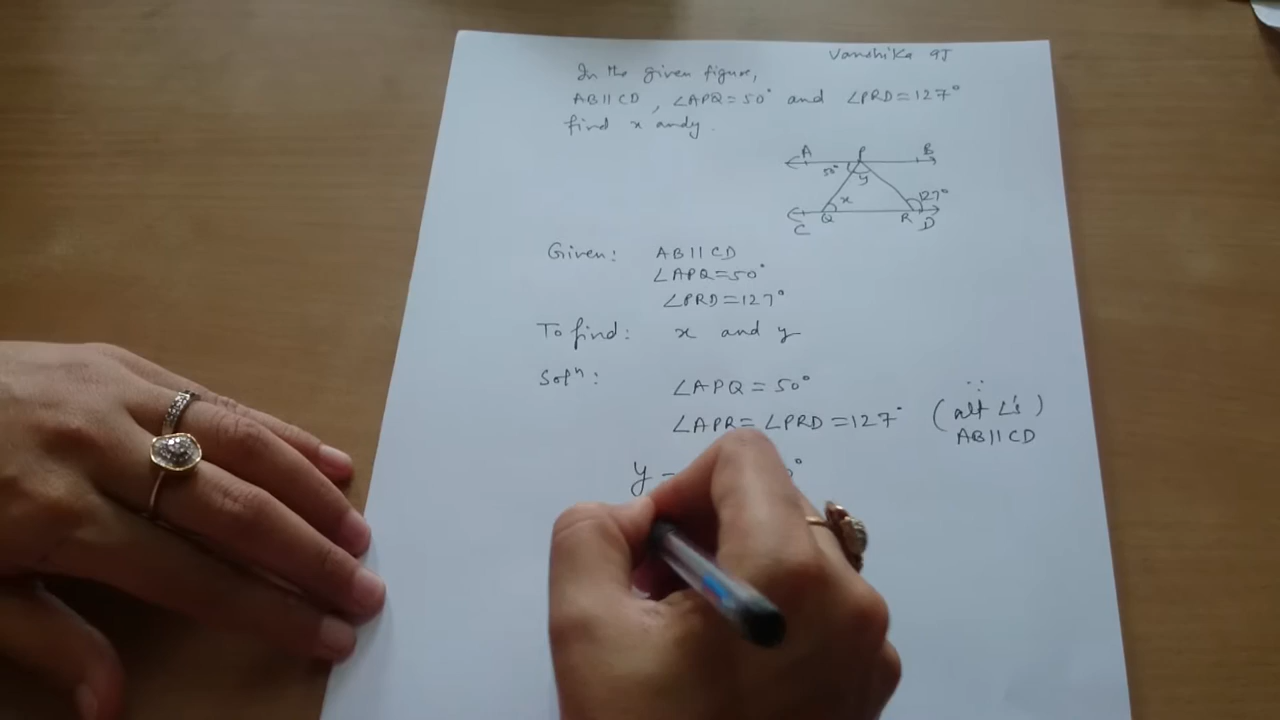 Vanshika 9J
In the given figure,
AB || CD, ∠APQ = 50° and ∠PRD = 127°
find x and y.
A P B
50° y
x 127°
C Q R D
Given: AB || CD
∠APQ = 50°
∠PRD = 127°
To find: x and y
Solⁿ:
∠APQ = 50°
∠APR = ∠PRD = 127° (alt ∠'s) ∵
AB || CD
y